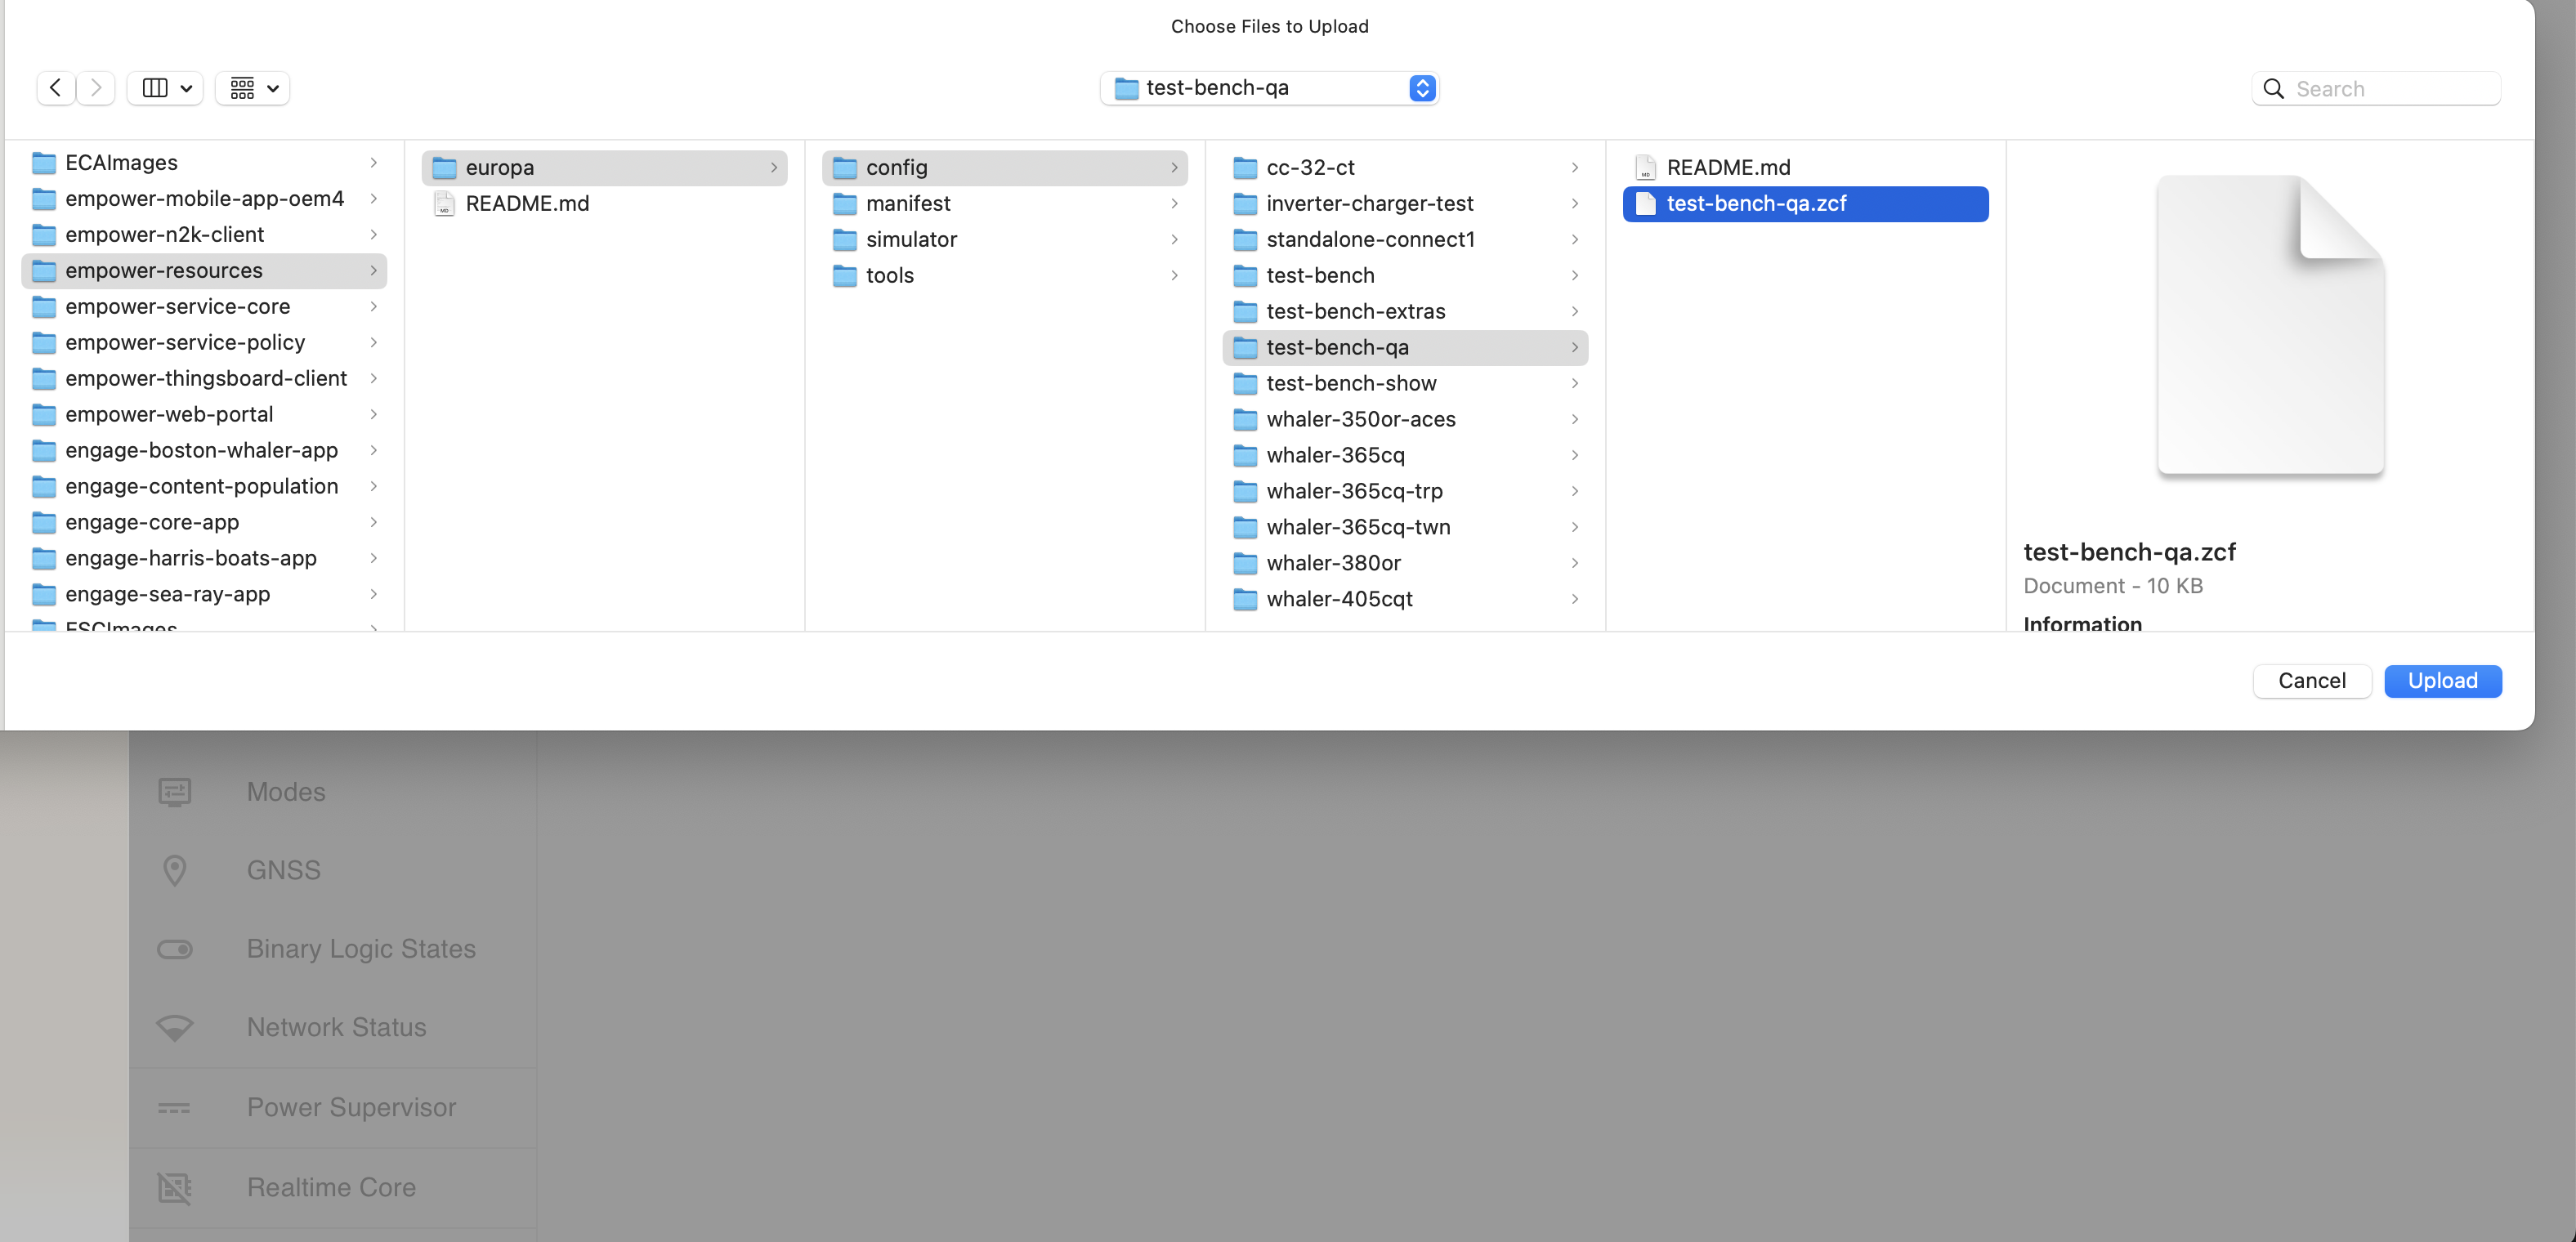 Choose Files to Upload
test-bench-qa
Search
ECAImages
empower-mobile-app-oem4
empower-n2k-client
empower-resources
empower-service-core
empower-service-policy
empower-thingsboard-client
empower-web-portal
engage-boston-whaler-app
engage-content-population
engage-core-app
engage-harris-boats-app
engage-sea-ray-app
ESCImages
europa
README.md
config
manifest
simulator
tools
cc-32-ct
inverter-charger-test
standalone-connect1
test-bench
test-bench-extras
test-bench-qa
test-bench-show
whaler-350or-aces
whaler-365cq
whaler-365cq-trp
whaler-365cq-twn
whaler-380or
whaler-405cqt
README.md
test-bench-qa.zcf
test-bench-qa.zcf
Document - 10 KB
Information
Cancel
Upload
Modes
GNSS
Binary Logic States
Network Status
Power Supervisor
Realtime Core